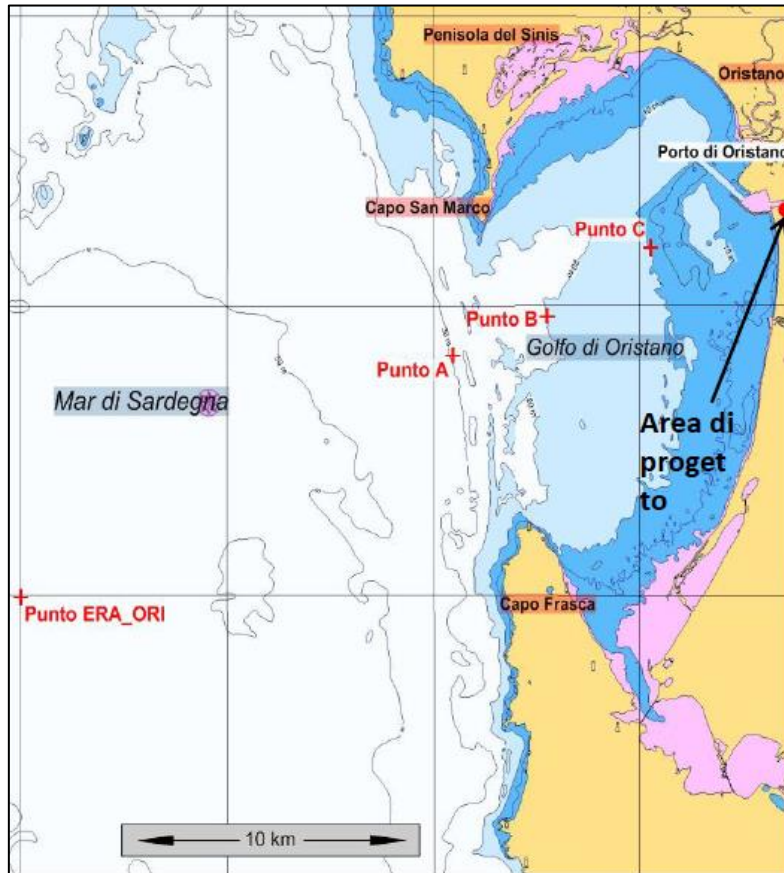 Penisola del Sinis
Oristano
Porto di Oristano
Capo San Marco
Punto C
Punto B
Golfo di Oristano
Punto A
Mar di Sardegna
Area di
proget
to
Punto ERA_ORI
Capo Frasca
10 km